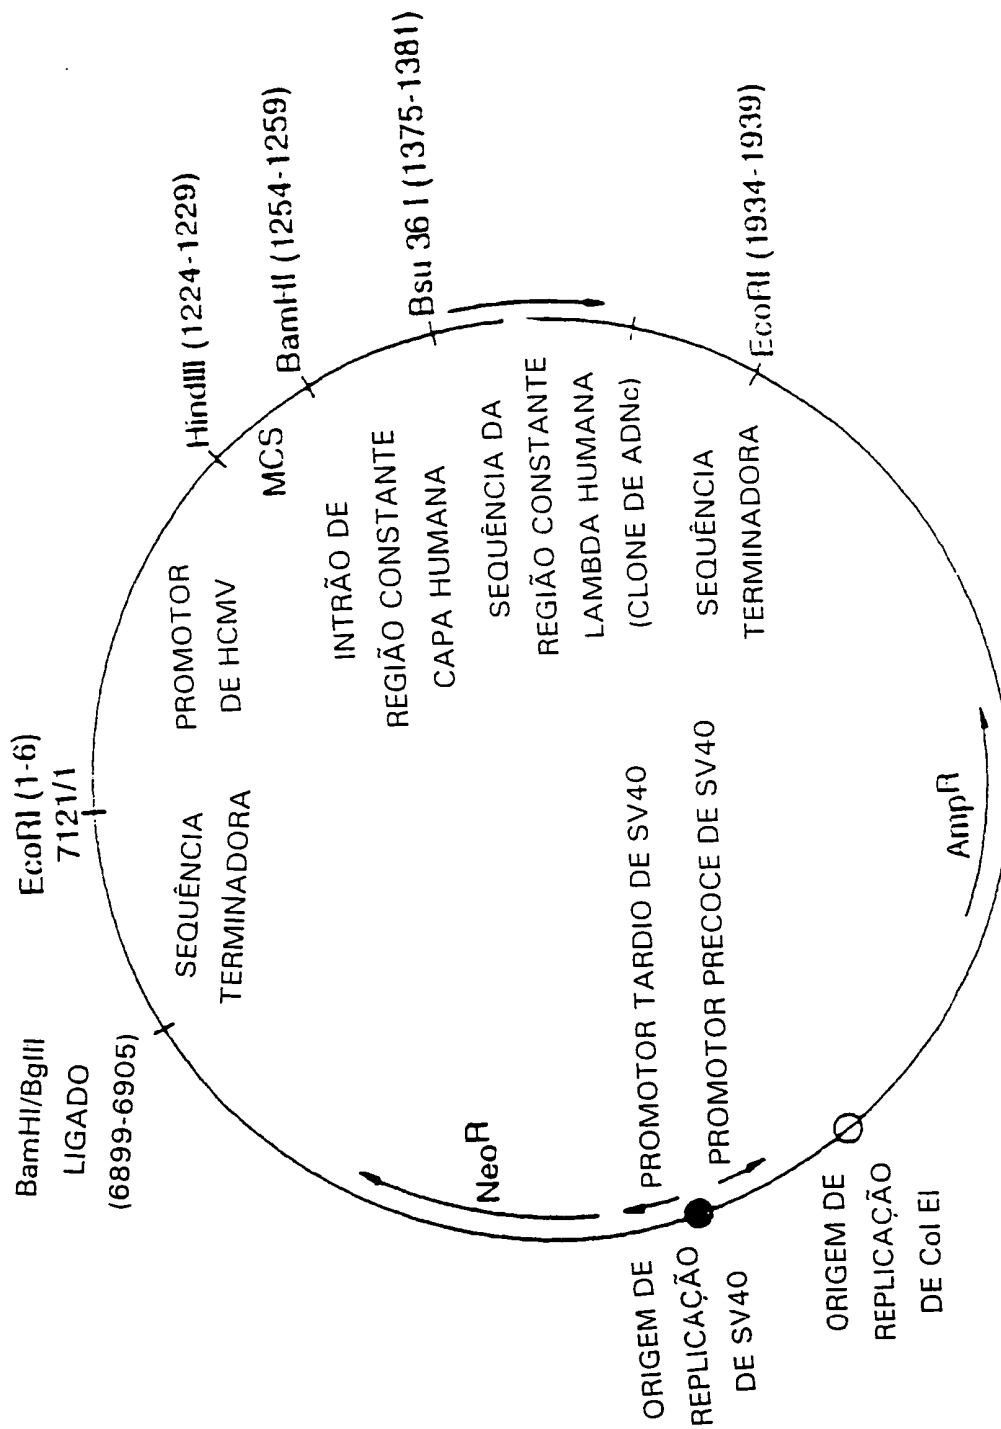 EcoRI (1-6)
7121/1
HindIII (1224-1229)
BamHI (1254-1259)
Bsu 36 I (1375-1381)
EcoRI (1934-1939)
BamHI/BglII
LIGADO
(6899-6905)
SEQUÊNCIA
TERMINADORA
PROMOTOR
DE HCMV
MCS
INTRÃO DE
REGIÃO CONSTANTE
CAPA HUMANA
SEQUÊNCIA DA
REGIÃO CONSTANTE
LAMBDA HUMANA
(CLONE DE ADNc)
SEQUÊNCIA
TERMINADORA
NeoR
PROMOTOR TARDIO DE SV40
PROMOTOR PRECOCE DE SV40
AmpR
ORIGEM DE
REPLICAÇÃO
DE SV40
ORIGEM DE
REPLICAÇÃO
DE Col EI